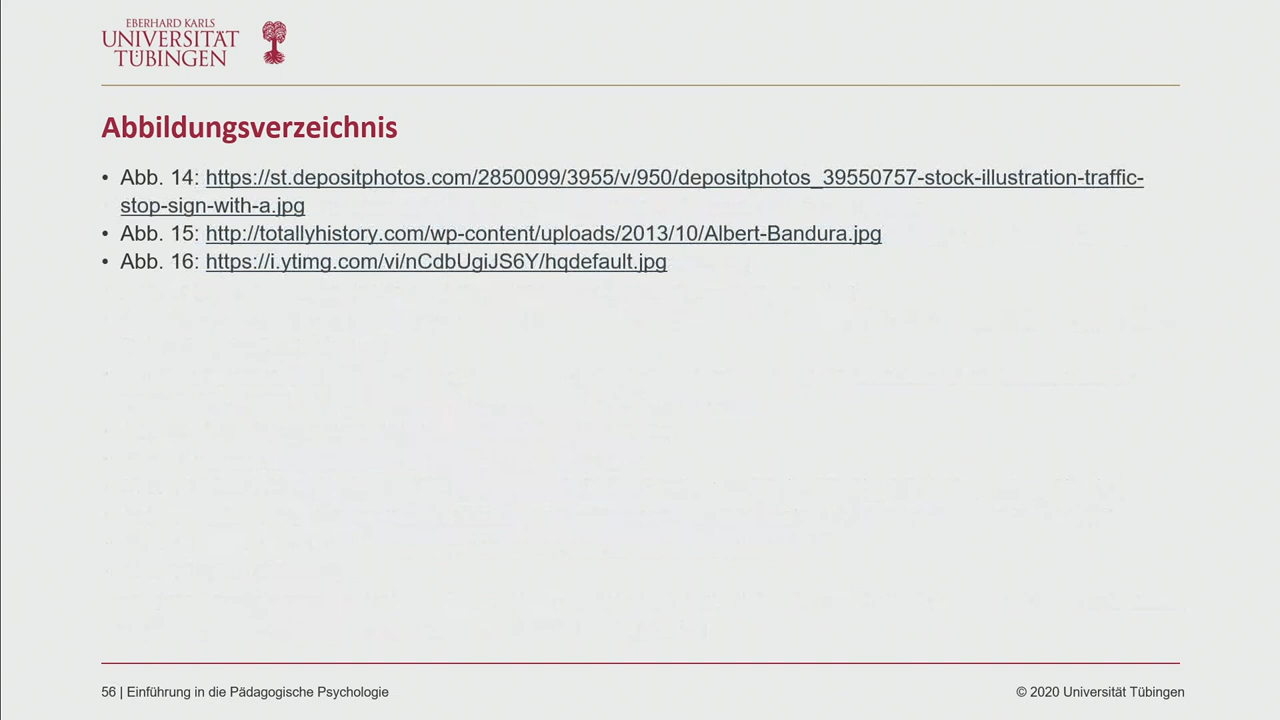 EBERHARD KARLS
UNIVERSITÄT
TÜBINGEN
Abbildungsverzeichnis
• Abb. 14: https://st.depositphotos.com/2850099/3955/v/950/depositphotos_39550757-stock-illustration-traffic-
stop-sign-with-a.jpg
• Abb. 15: http://totallyhistory.com/wp-content/uploads/2013/10/Albert-Bandura.jpg
• Abb. 16: https://i.ytimg.com/vi/nCdbUgiJS6Y/hqdefault.jpg
56 | Einführung in die Pädagogische Psychologie
© 2020 Universität Tübingen